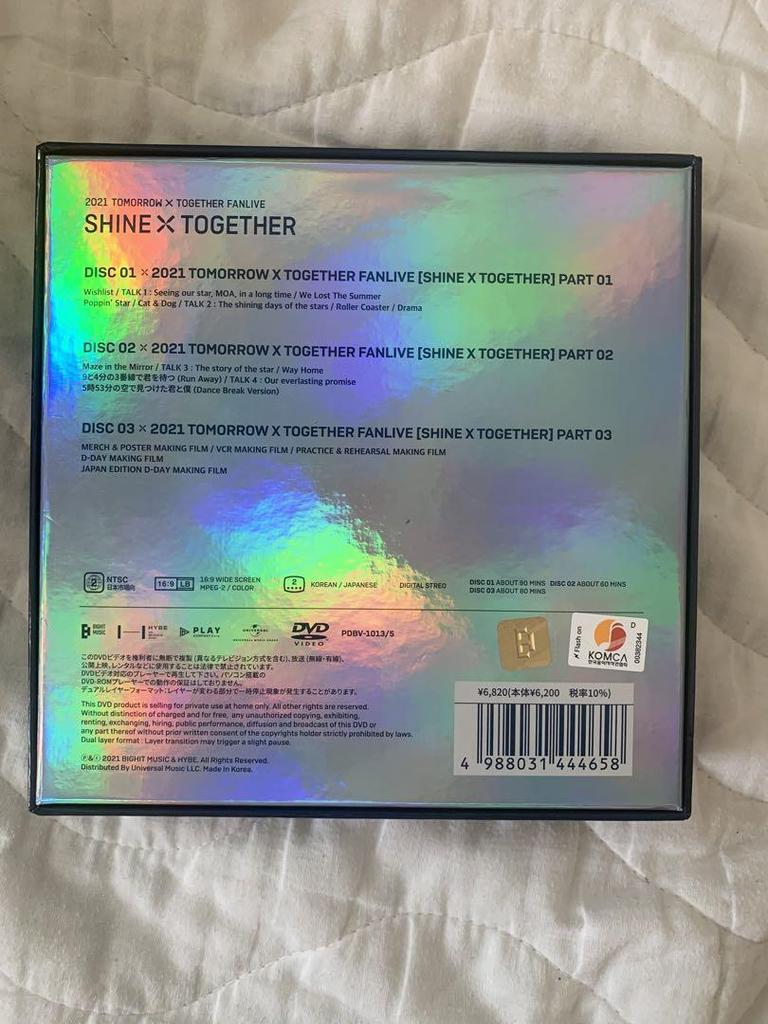 2021 TOMORROW X TOGETHER FANLIVE
SHINE X TOGETHER
DISC 01 × 2021 TOMORROW X TOGETHER FANLIVE [SHINE X TOGETHER] PART 01
Wishlist / TALK 1 : Seeing our star, MOA, in a long time / We Lost The Summer
Poppin' Star / Cat & Dog / TALK 2 : The shining days of the stars / Roller Coaster / Drama
DISC 02 × 2021 TOMORROW X TOGETHER FANLIVE [SHINE X TOGETHER] PART 02
Maze in the Mirror / TALK 3 : The story of the star / Way Home
9と4分の3番線で君を待つ (Run Away) / TALK 4 : Our everlasting promise
5時53分の空で見つけた君と僕 (Dance Break Version)
DISC 03 × 2021 TOMORROW X TOGETHER FANLIVE [SHINE X TOGETHER] PART 03
MERCH & POSTER MAKING FILM / VCR MAKING FILM / PRACTICE & REHEARSAL MAKING FILM
D-DAY MAKING FILM
JAPAN EDITION D-DAY MAKING FILM
2 NTSC 日本市場向
16:9 LB 16:9 WIDE SCREEN MPEG-2 / COLOR
2 KOREAN / JAPANESE
DIGITAL STREO
DISC 01 ABOUT 90 MINS DISC 02 ABOUT 60 MINS
DISC 03 ABOUT 80 MINS
BIGHIT MUSIC
HYBE
PLAY
UNIVERSAL
DVD VIDEO
PDBV-1013/5
Flash on
KOMCA
한국음악저작권협회
D
00382344
このDVDビデオを権利者に無断で複製(異なるテレビジョン方式を含む)、放送(無線・有線)、
公開上映、レンタルなどに使用することは法律で禁止されています。
DVDビデオ対応のプレーヤーで再生して下さい。パソコン搭載の
DVD-ROMプレーヤーでの動作の保証はしておりません。
デュアルレイヤーフォーマット：レイヤーが変わる部分で一時停止現象が発生することがあります。
This DVD product is selling for private use at home only. All other rights are reserved.
Without distinction of charged and for free, any unauthorized copying, exhibiting,
renting, exchanging, hiring, public performance, diffusion and broadcast of this DVD or
any part thereof without prior written consent of the copyrights holder strictly prohibited by laws.
Dual layer format : Layer transition may trigger a slight pause.
Ⓟ&Ⓒ 2021 BIGHIT MUSIC & HYBE. All Rights Reserved.
Distributed By Universal Music LLC. Made In Korea.
¥6,820(本体¥6,200 税率10%)
4 988031 444658